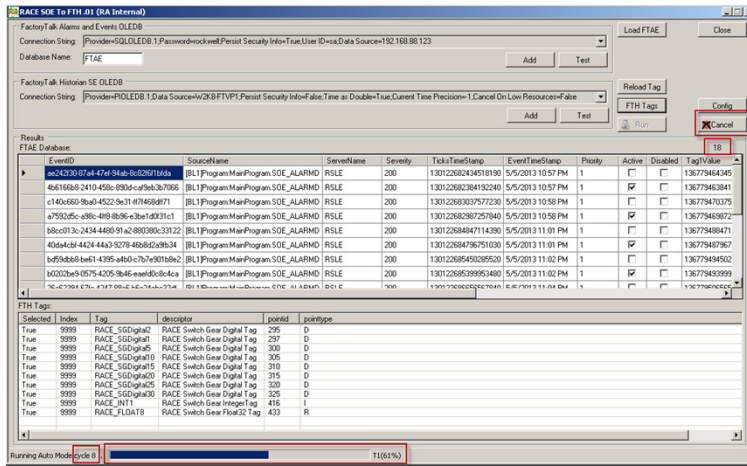 RACE SOE To FTH .01 (RA Internal)
FactoryTalk Alarms and Events OLEDB
Connection String: Provider=SQLOLEDB.1;Password=rockwell;Persist Security Info=True;User ID=sa;Data Source=192.168.88.123
Database Name: FTAE
Add Test
Load FTAE Close
FactoryTalk Historian SE OLEDB
Connection String: Provider=PIOLEDB.1;Data Source=W2K8-FTVP1;Persist Security Info=False;Time as Double=True;Current Time Precision=-1;Cancel On Low Resources=False
Add Test
Reload Tag
FTH Tags Config
Run Cancel
Results
FTAE Database: 18
EventID SourceName ServerName Severity TicksTimeStamp EventTimeStamp Priority Active Disabled Tag1Value
ae242f30-87a4-47ef-94ab-8c82f6f1bfda [BL1]Program:MainProgram.SOE_ALARMD RSLE 200 130122682434518190 5/5/2013 10:57 PM 1 136779464345
4b6166b8-2410-458c-890d-caf9eb3b7066 [BL1]Program:MainProgram.SOE_ALARMD RSLE 200 130122682384192240 5/5/2013 10:57 PM 1 136779463841
c140c660-9ba0-4522-9e31-ff7f468dff71 [BL1]Program:MainProgram.SOE_ALARMD RSLE 200 130122683037577230 5/5/2013 10:58 PM 1 136779470375
a7592d5c-a98c-4ff8-8b96-e3be1d0f31c1 [BL1]Program:MainProgram.SOE_ALARMD RSLE 200 130122682987257840 5/5/2013 10:58 PM 1 136779469872
b8cc013c-2434-4480-91a2-880380c33122 [BL1]Program:MainProgram.SOE_ALARMD RSLE 200 130122684847114390 5/5/2013 11:01 PM 1 136779488471
40da4cbf-4424-44a3-9278-46b8d2a9fb34 [BL1]Program:MainProgram.SOE_ALARMD RSLE 200 130122684796751030 5/5/2013 11:01 PM 1 136779487967
bd59dbb8-be61-4395-a4b0-c7b7e901b8e2 [BL1]Program:MainProgram.SOE_ALARMD RSLE 200 130122685450285520 5/5/2013 11:02 PM 1 136779494502
b0202be9-0575-4205-9b46-eaefd0c8c4ca [BL1]Program:MainProgram.SOE_ALARMD RSLE 200 130122685399953480 5/5/2013 11:02 PM 1 136779493999
FTH Tags:
Selected Index Tag descriptor pointid pointtype
True 9999 RACE_SGDigital2 RACE Switch Gear Digital Tag 295 D
True 9999 RACE_SGDigital1 RACE Switch Gear Digital Tag 297 D
True 9999 RACE_SGDigital5 RACE Switch Gear Digital Tag 300 D
True 9999 RACE_SGDigital10 RACE Switch Gear Digital Tag 305 D
True 9999 RACE_SGDigital15 RACE Switch Gear Digital Tag 310 D
True 9999 RACE_SGDigital20 RACE Switch Gear Digital Tag 315 D
True 9999 RACE_SGDigital25 RACE Switch Gear Digital Tag 320 D
True 9999 RACE_SGDigital30 RACE Switch Gear Digital Tag 325 D
True 9999 RACE_INT1 RACE Switch Gear IntegerTag 416 I
True 9999 RACE_FLOAT8 RACE Switch Gear Float32 Tag 433 R
Running Auto Mode cycle 8 T1(61%)